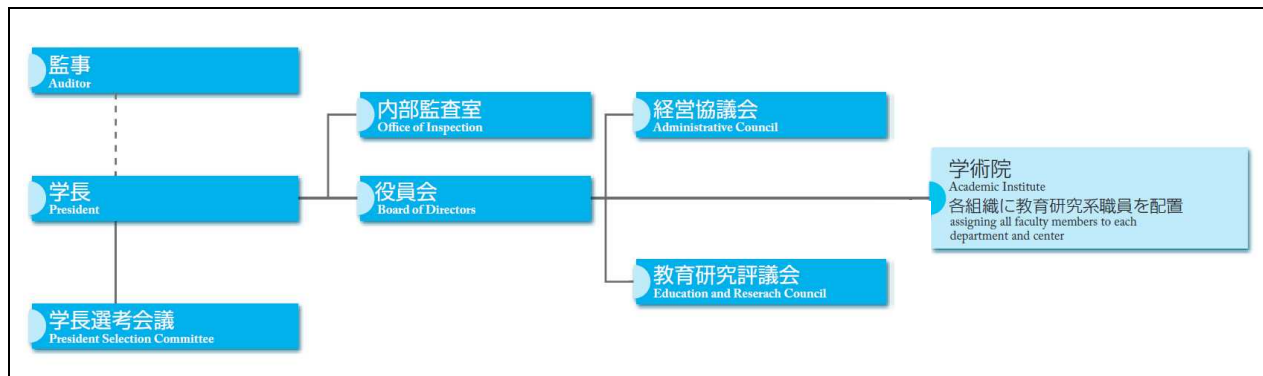 監事
Auditor
学長
President
学長選考会議
President Selection Committee
内部監査室
Office of Inspection
役員会
Board of Directors
経営協議会
Administrative Council
教育研究評議会
Education and Reserach Council
学術院
Academic Institute
各組織に教育研究系職員を配置
assigning all faculty members to each
department and center